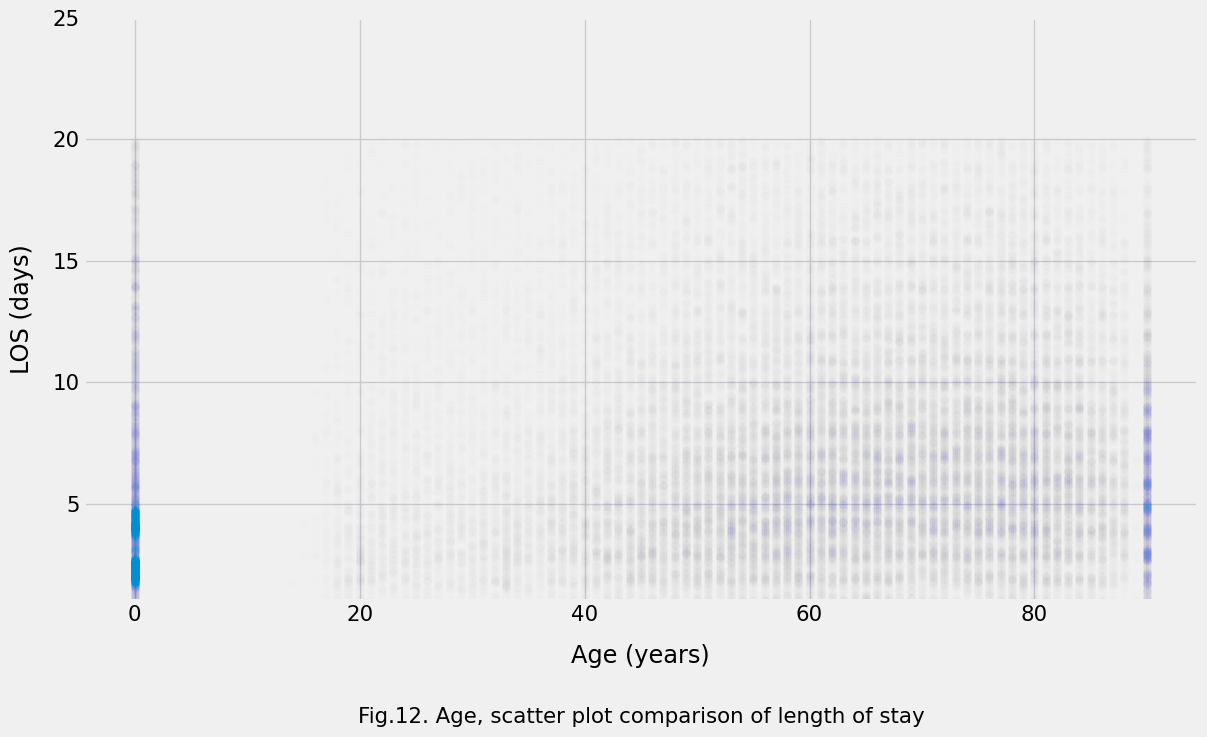 25
20
15
10
5
LOS (days)
0 20 40 60 80
Age (years)
Fig.12. Age, scatter plot comparison of length of stay